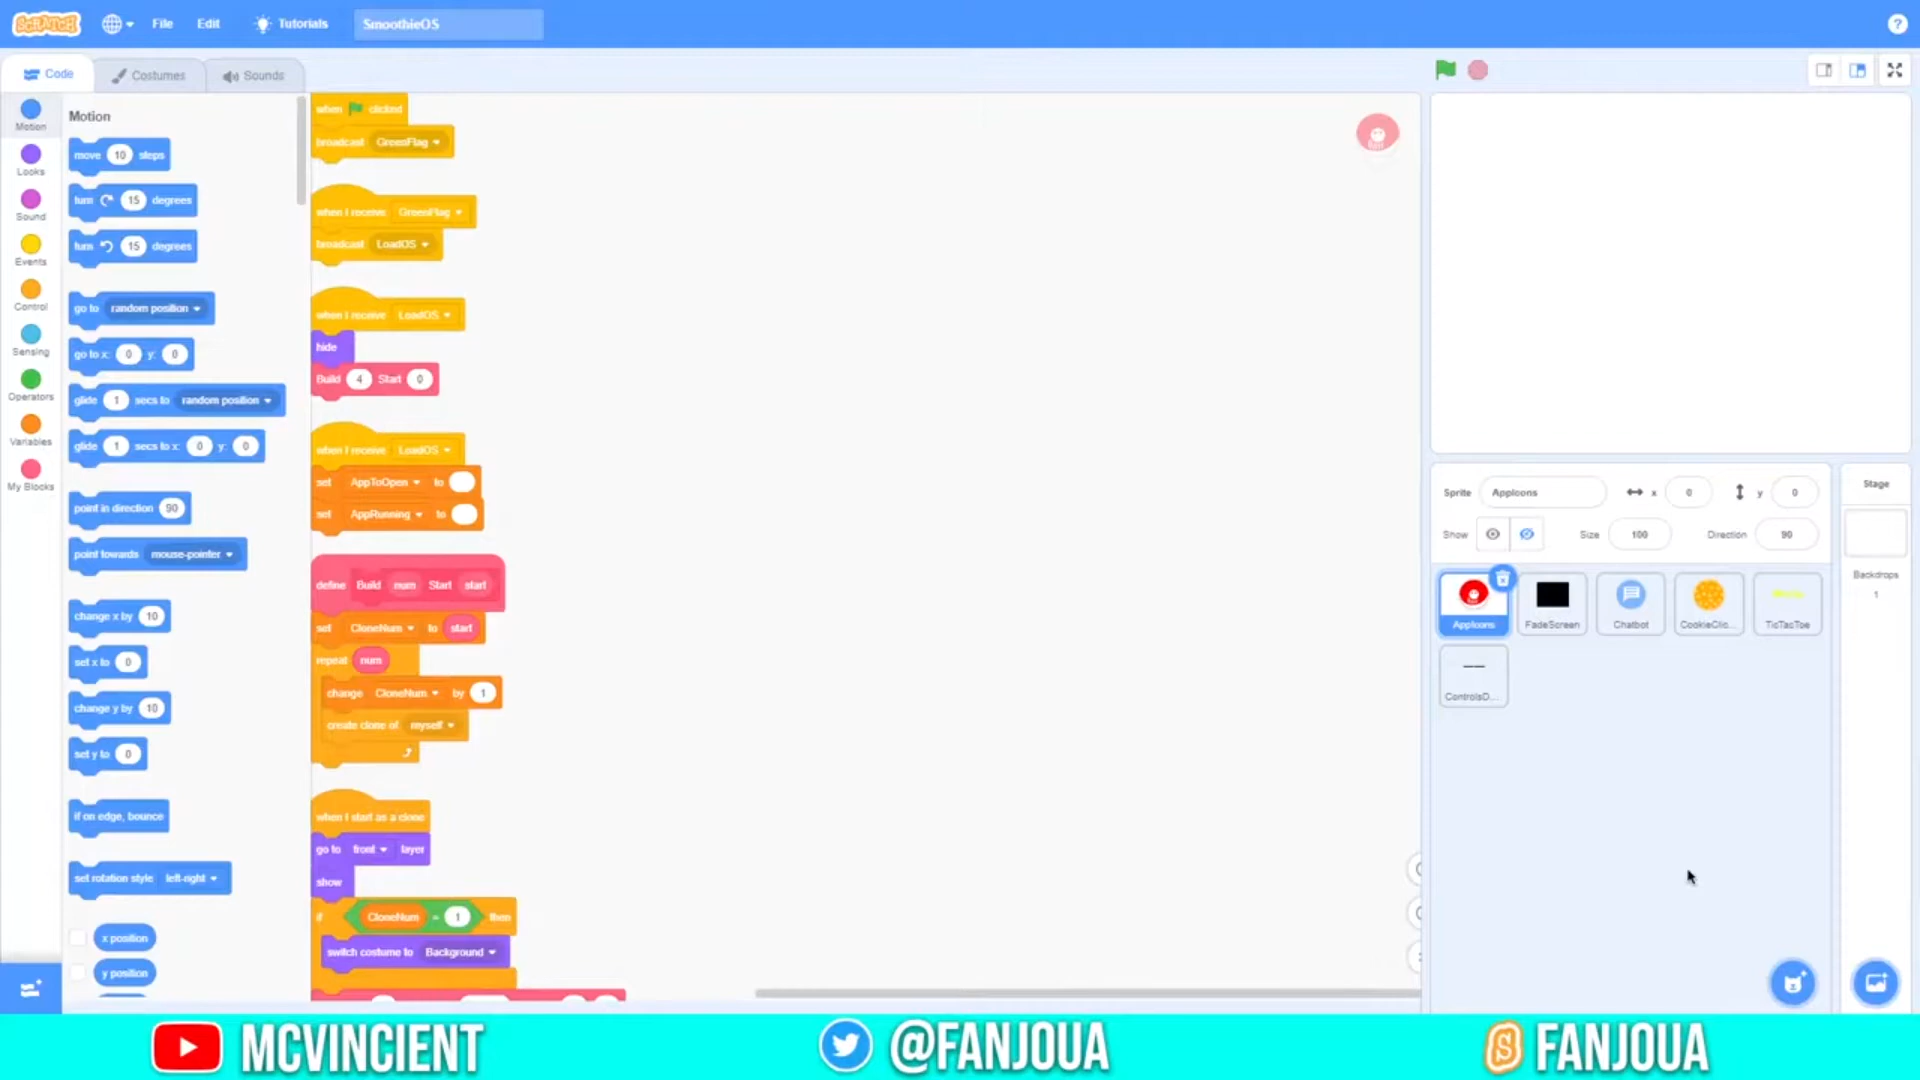 SCRATCH File Edit Tutorials SmoothieOS ?
Code Costumes Sounds
Motion
Looks
Sound
Events
Control
Sensing
Operators
Variables
My Blocks
Motion
move 10 steps
turn 15 degrees
turn 15 degrees
go to random position
go to x: 0 y: 0
glide 1 secs to random position
glide 1 secs to x: 0 y: 0
point in direction 90
point towards mouse-pointer
change x by 10
set x to 0
change y by 10
set y to 0
if on edge, bounce
set rotation style left-right
x position
y position
when clicked
broadcast GreenFlag
when I receive GreenFlag
broadcast LoadOS
when I receive LoadOS
hide
Build 4 Start 0
when I receive LoadOS
set AppToOpen to
set AppRunning to
define Build num Start start
set CloneNum to start
repeat num
change CloneNum by 1
create clone of myself
when I start as a clone
go to front layer
show
if CloneNum = 1 then
switch costume to Background
Sprite AppIcons x 0 y 0
Show Size 100 Direction 90
AppIcons FadeScreen Chatbot CookieClic... TicTacToe
ControlsD...
Stage
Backdrops
1
MCVINCIENT @FANJOUA FANJOUA